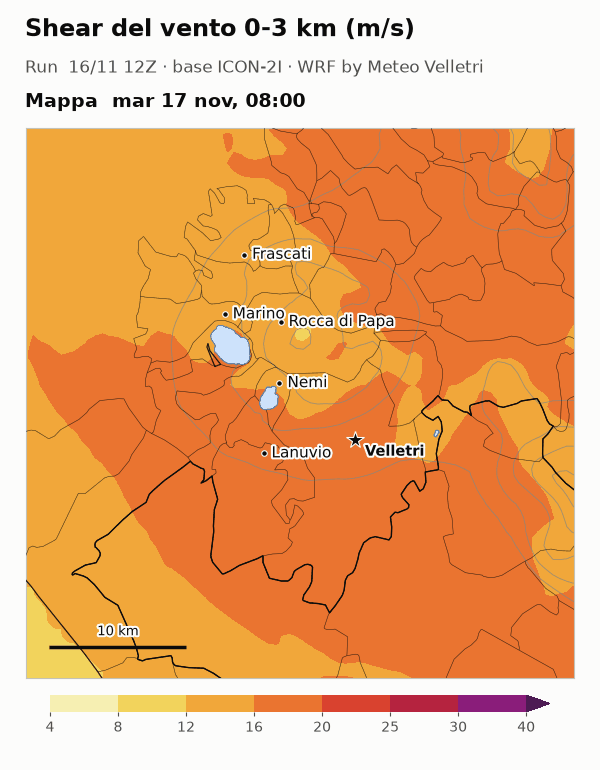 Shear del vento 0-3 km (m/s)
Run  16/11 12Z · base ICON-2I · WRF by Meteo Velletri
Mappa  mar 17 nov, 08:00
Frascati
Marino
Rocca di Papa
Nemi
Velletri
Lanuvio
10 km
4 8 12 16 20 25 30 40